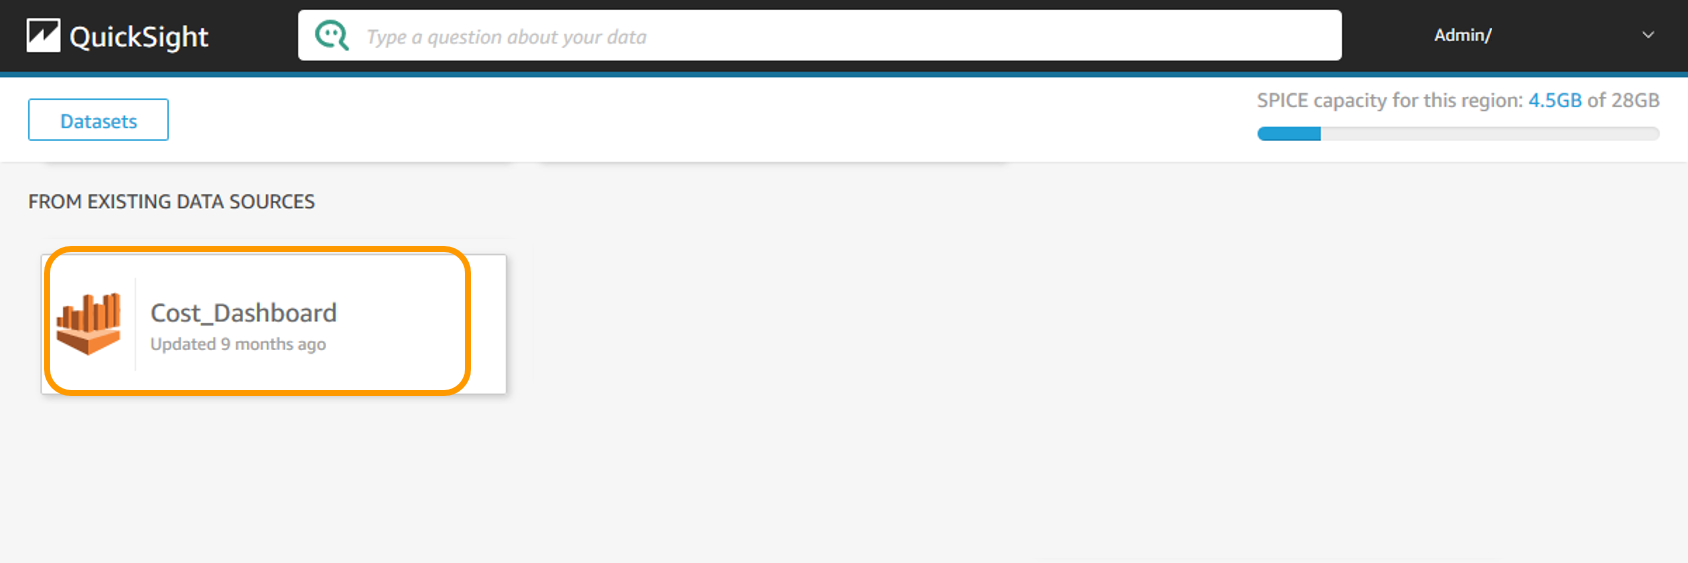 QuickSight
Type a question about your data
Admin/
Datasets
SPICE capacity for this region: 4.5GB of 28GB
FROM EXISTING DATA SOURCES
Cost_Dashboard
Updated 9 months ago